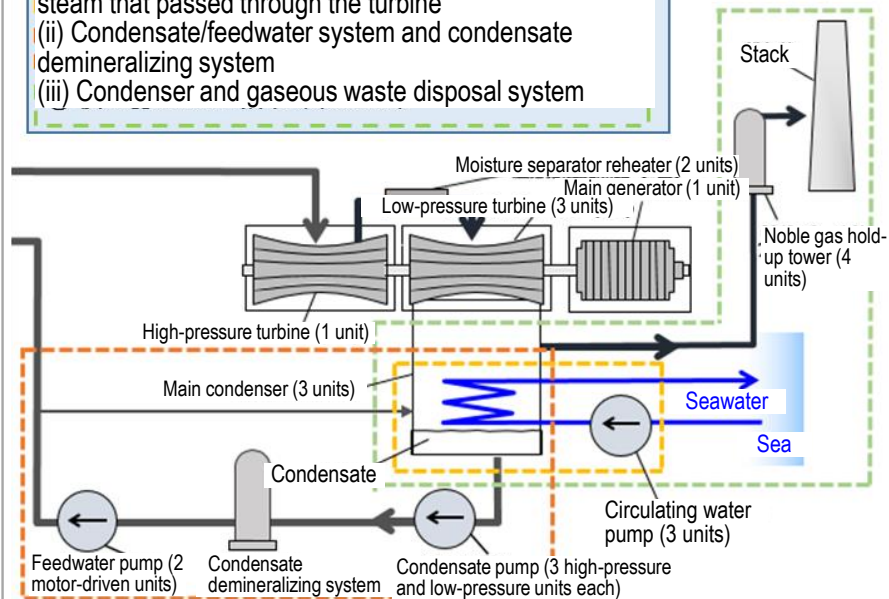 steam that passed through the turbine
(ii) Condensate/feedwater system and condensate
demineralizing system
(iii) Condenser and gaseous waste disposal system
Stack
Moisture separator reheater (2 units)
Main generator (1 unit)
Low-pressure turbine (3 units)
Noble gas hold-
up tower (4
units)
High-pressure turbine (1 unit)
Main condenser (3 units)
Seawater
Sea
Condensate
Circulating water
pump (3 units)
Feedwater pump (2
motor-driven units)
Condensate
demineralizing system
Condensate pump (3 high-pressure
and low-pressure units each)